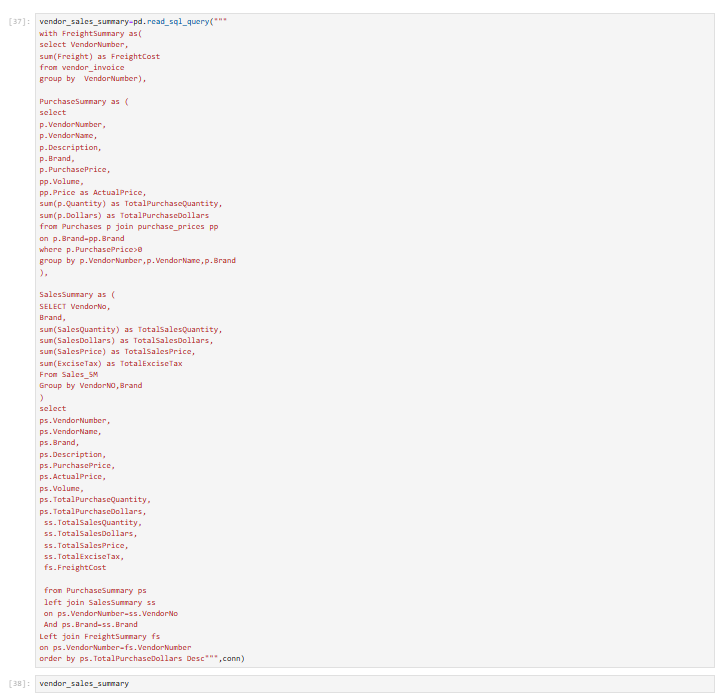 [37]: vendor_sales_summary=pd.read_sql_query("""
with FreightSummary as(
select VendorNumber,
sum(Freight) as FreightCost
from vendor_invoice
group by  VendorNumber),
PurchaseSummary as (
select
p.VendorNumber,
p.VendorName,
p.Description,
p.Brand,
p.PurchasePrice,
pp.Volume,
pp.Price as ActualPrice,
sum(p.Quantity) as TotalPurchaseQuantity,
sum(p.Dollars) as TotalPurchaseDollars
from Purchases p join purchase_prices pp
on p.Brand=pp.Brand
where p.PurchasePrice>0
group by p.VendorNumber,p.VendorName,p.Brand
),
SalesSummary as (
SELECT VendorNo,
Brand,
sum(SalesQuantity) as TotalSalesQuantity,
sum(SalesDollars) as TotalSalesDollars,
sum(SalesPrice) as TotalSalesPrice,
sum(ExciseTax) as TotalExciseTax
From Sales_SM
Group by VendorNO,Brand
)
select
ps.VendorNumber,
ps.VendorName,
ps.Brand,
ps.Description,
ps.PurchasePrice,
ps.ActualPrice,
ps.Volume,
ps.TotalPurchaseQuantity,
ps.TotalPurchaseDollars,
ss.TotalSalesQuantity,
ss.TotalSalesDollars,
ss.TotalSalesPrice,
ss.TotalExciseTax,
fs.FreightCost
from PurchaseSummary ps
left join SalesSummary ss
on ps.VendorNumber=ss.VendorNo
And ps.Brand=ss.Brand
Left join FreightSummary fs
on ps.VendorNumber=fs.VendorNumber
order by ps.TotalPurchaseDollars Desc""",conn)
[38]: vendor_sales_summary